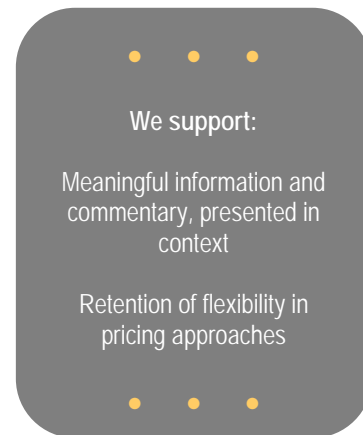 We support:
Meaningful information and
commentary, presented in
context
Retention of flexibility in
pricing approaches